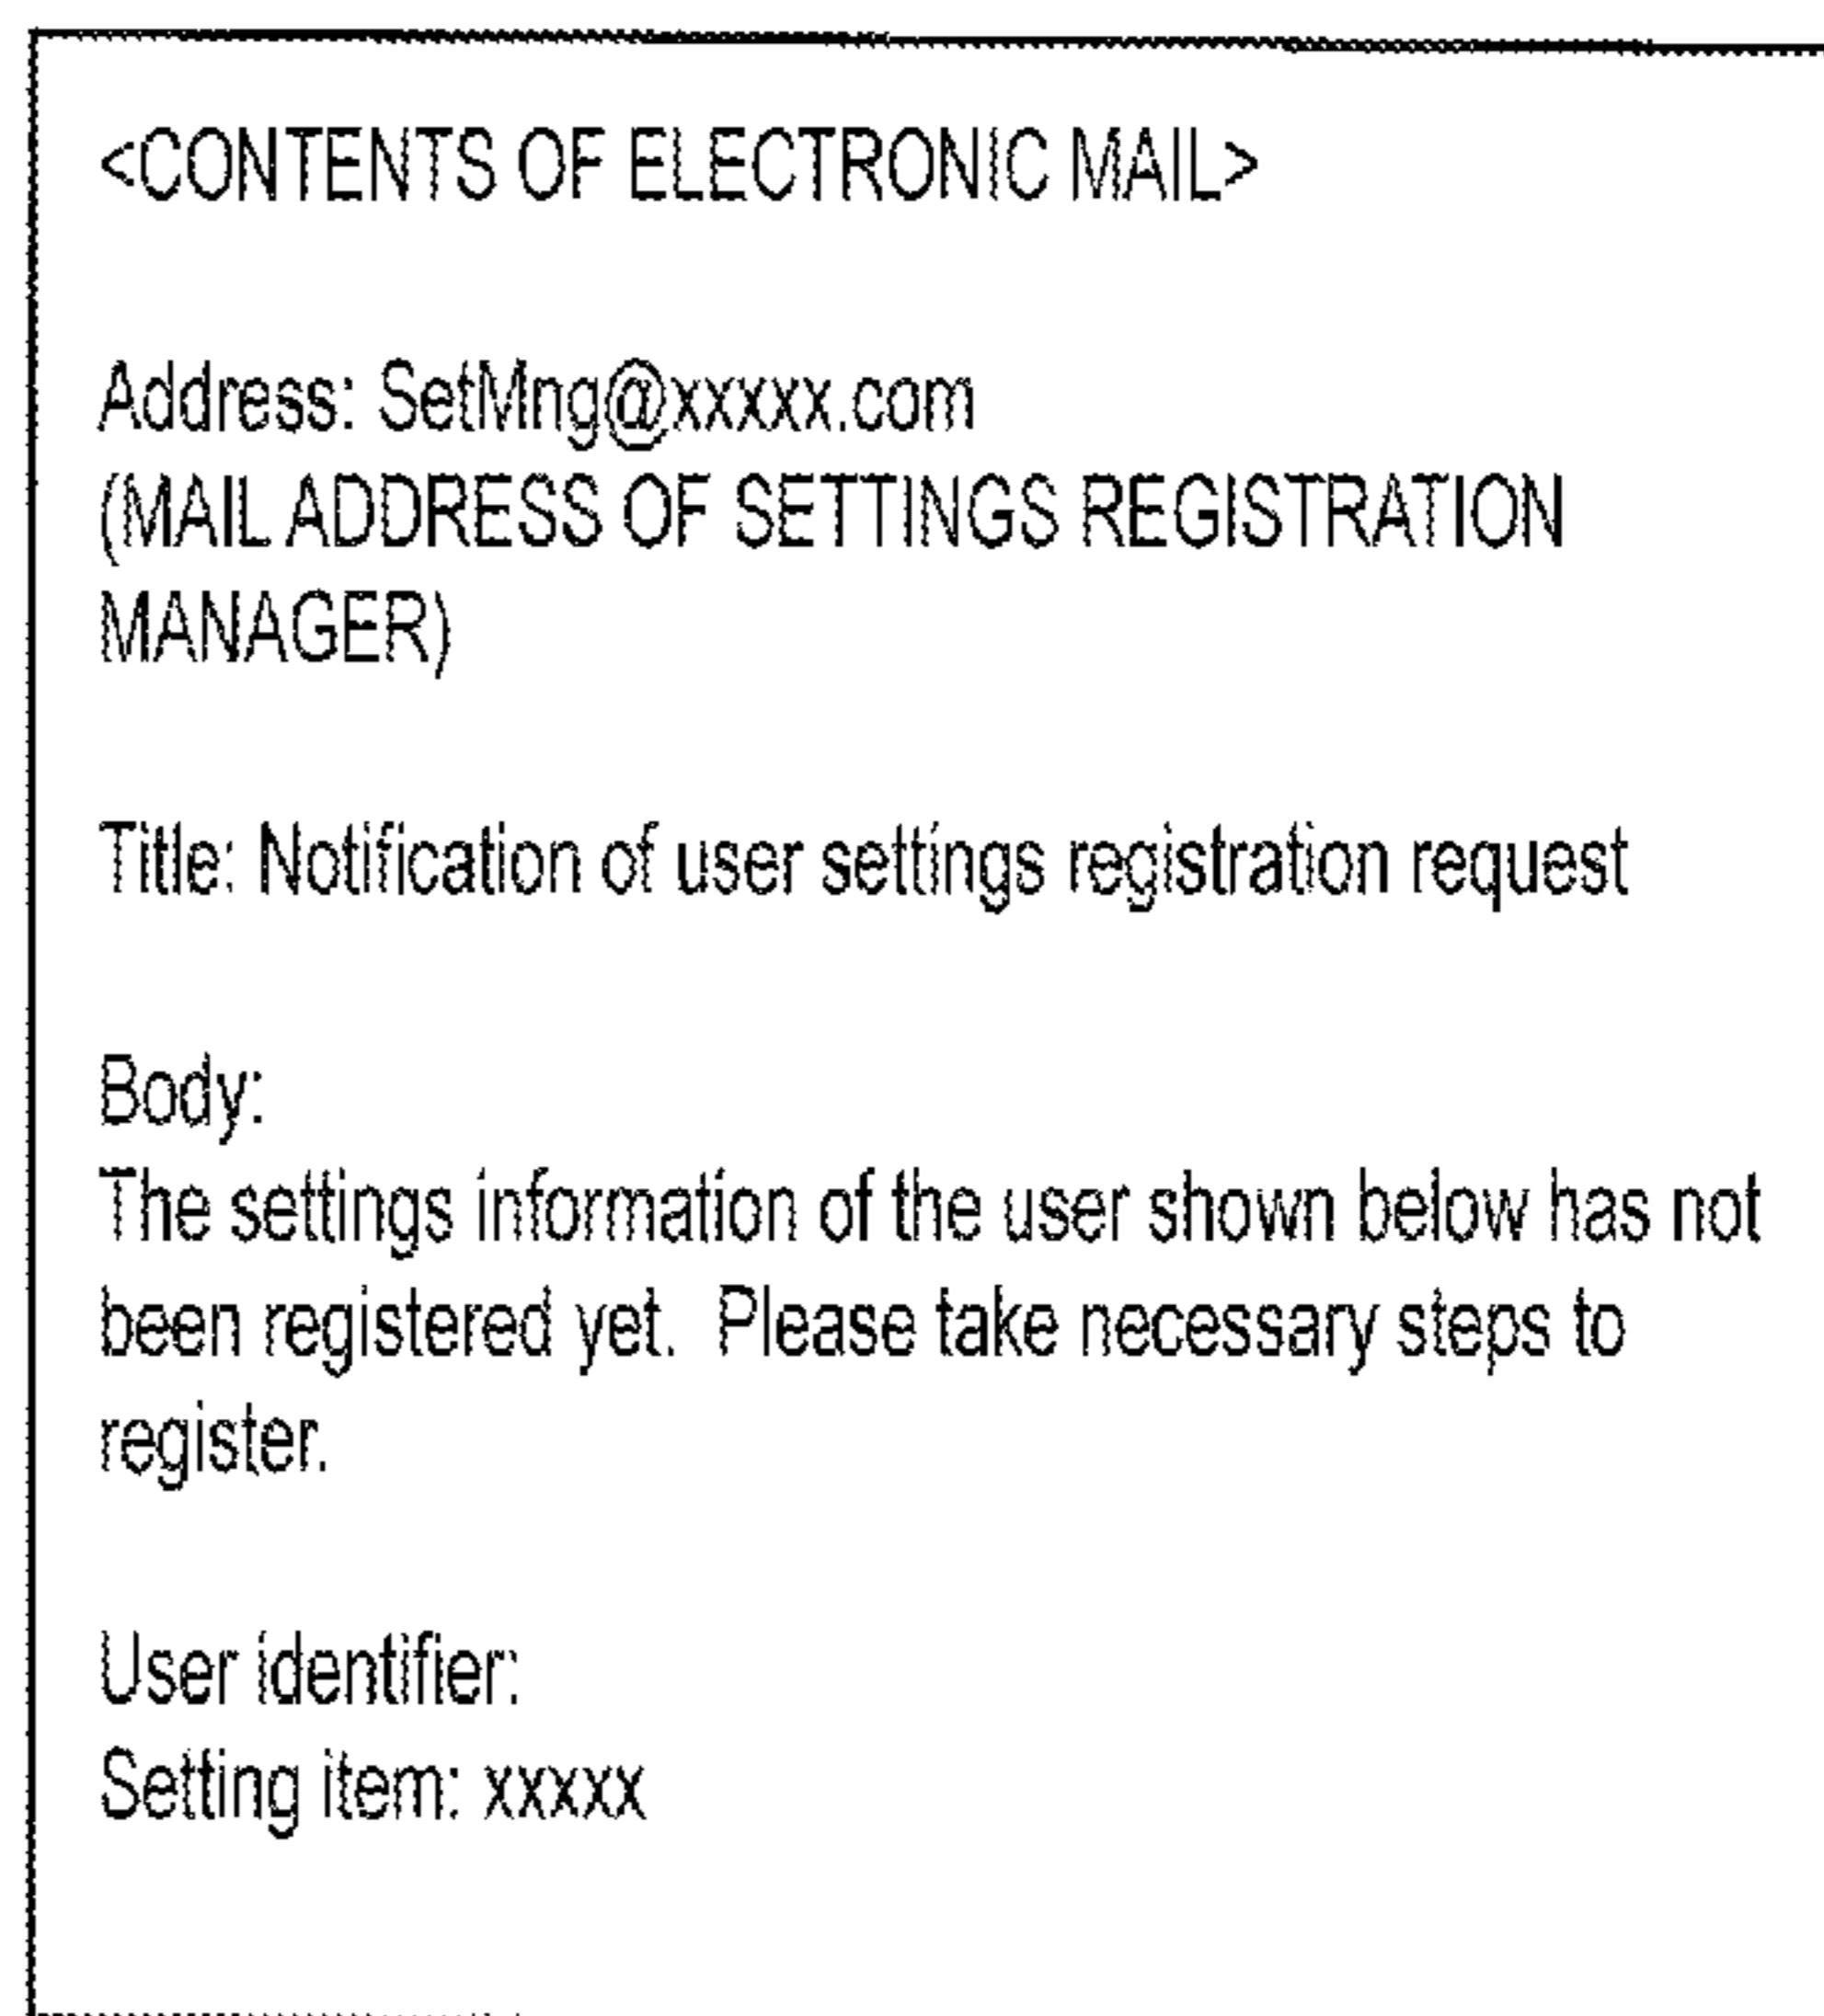 <CONTENTS OF ELECTRONIC MAIL>
Address: SetMng@xxxxx.com
(MAIL ADDRESS OF SETTINGS REGISTRATION
MANAGER)
Title: Notification of user settings registration request
Body:
The settings information of the user shown below has not
been registered yet.  Please take necessary steps to
register.
User identifier:
Setting item: xxxxx